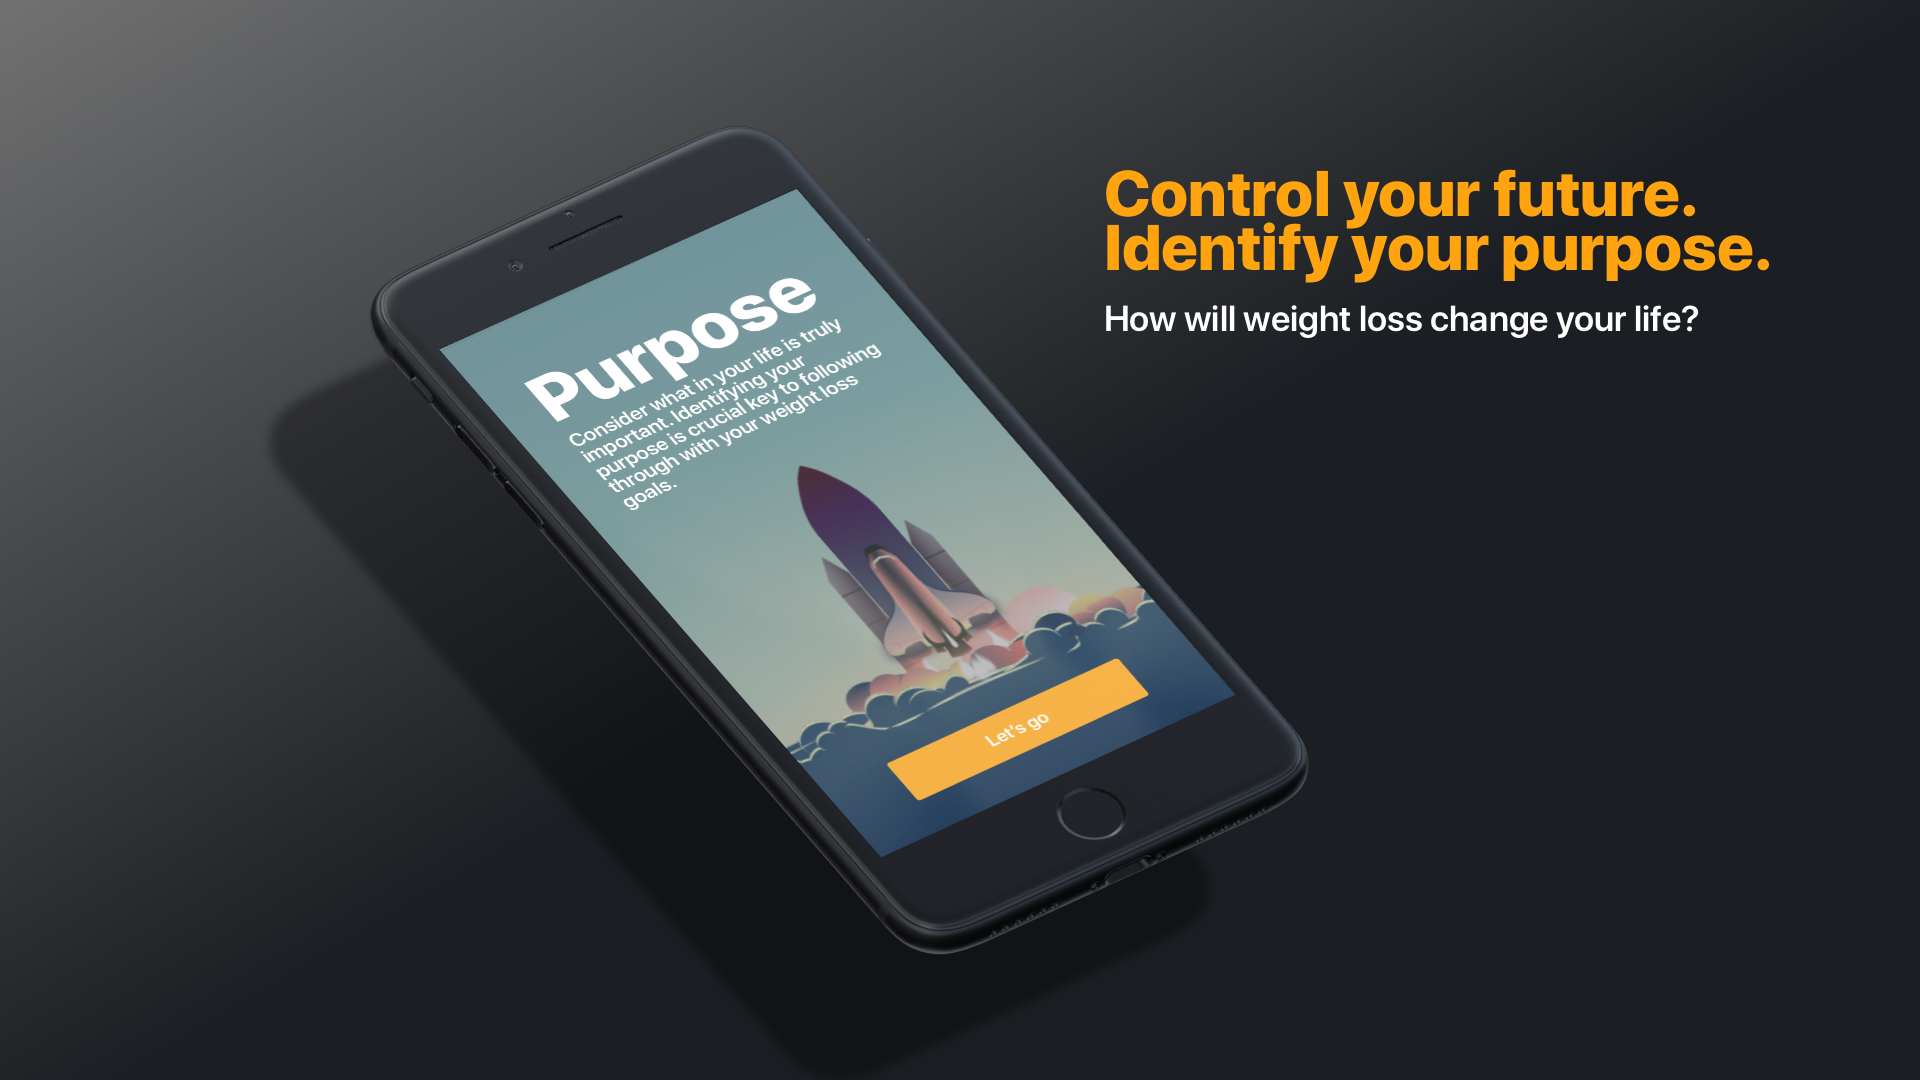 Control your future.
Identify your purpose.
How will weight loss change your life?
Purpose
Consider what in your life is truly
important. Identifying your
purpose is crucial key to following
through with your weight loss
goals.
Let's go